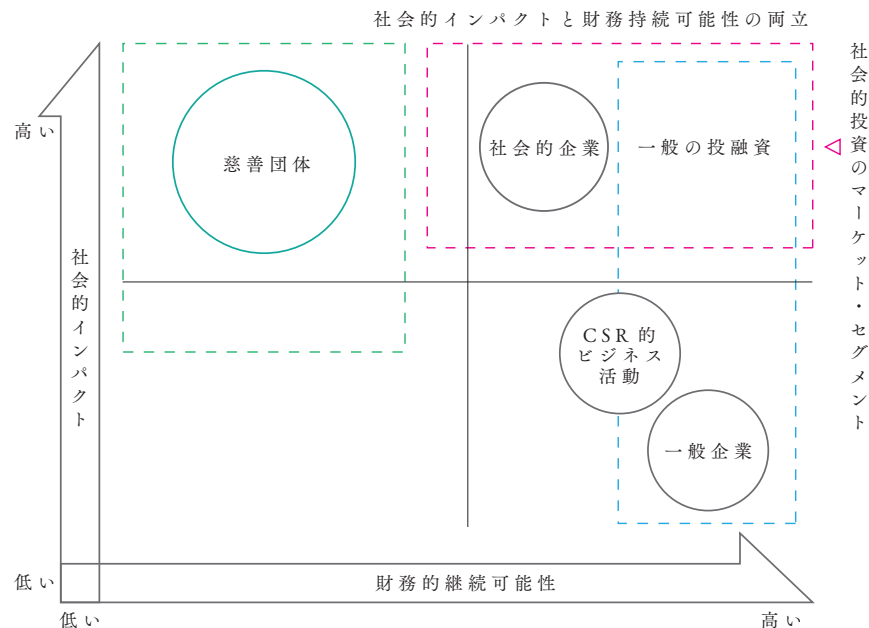 社会的インパクトと財務持続可能性の両立
高い
慈善団体
社会的企業
一般の投融資
社会的投資のマーケット・セグメント
社会的インパクト
CSR的
ビジネス
活動
一般企業
低い
財務的継続可能性
低い
高い